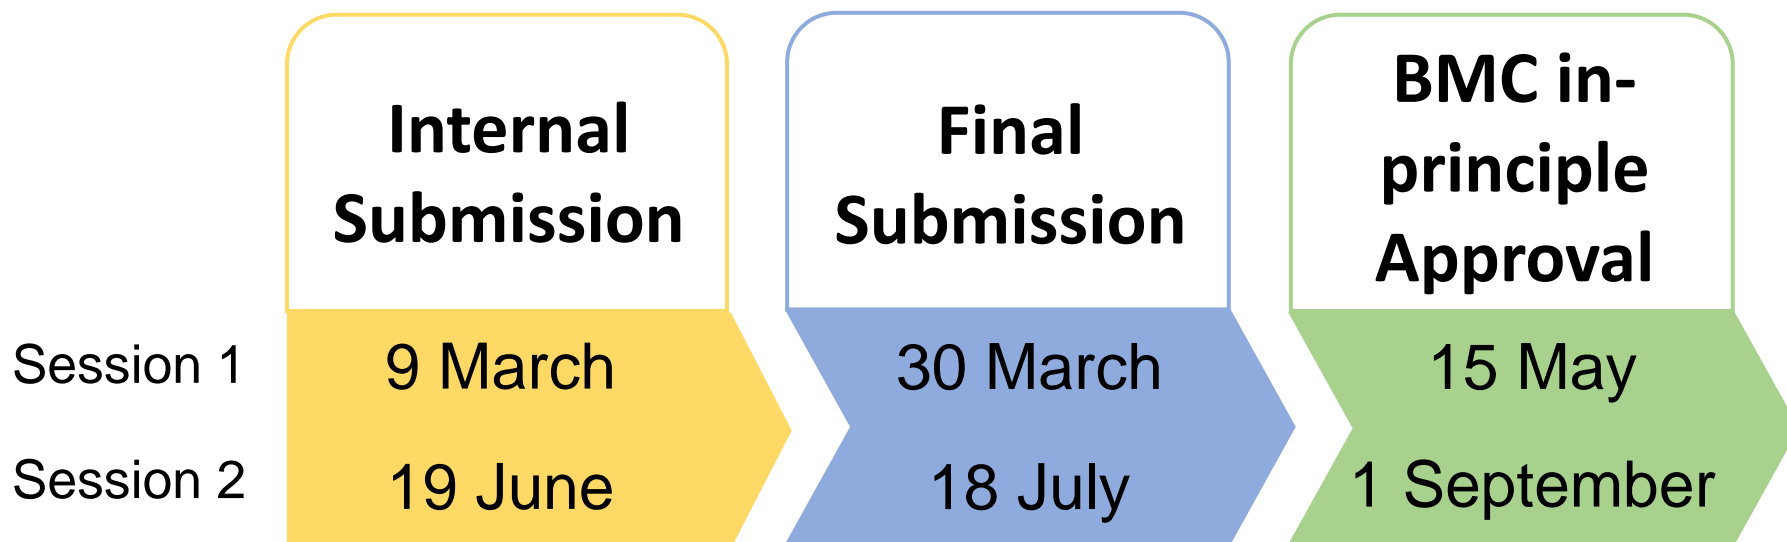 Internal
Submission
Final
Submission
BMC in-
principle
Approval
Session 1
9 March
30 March
15 May
Session 2
19 June
18 July
1 September